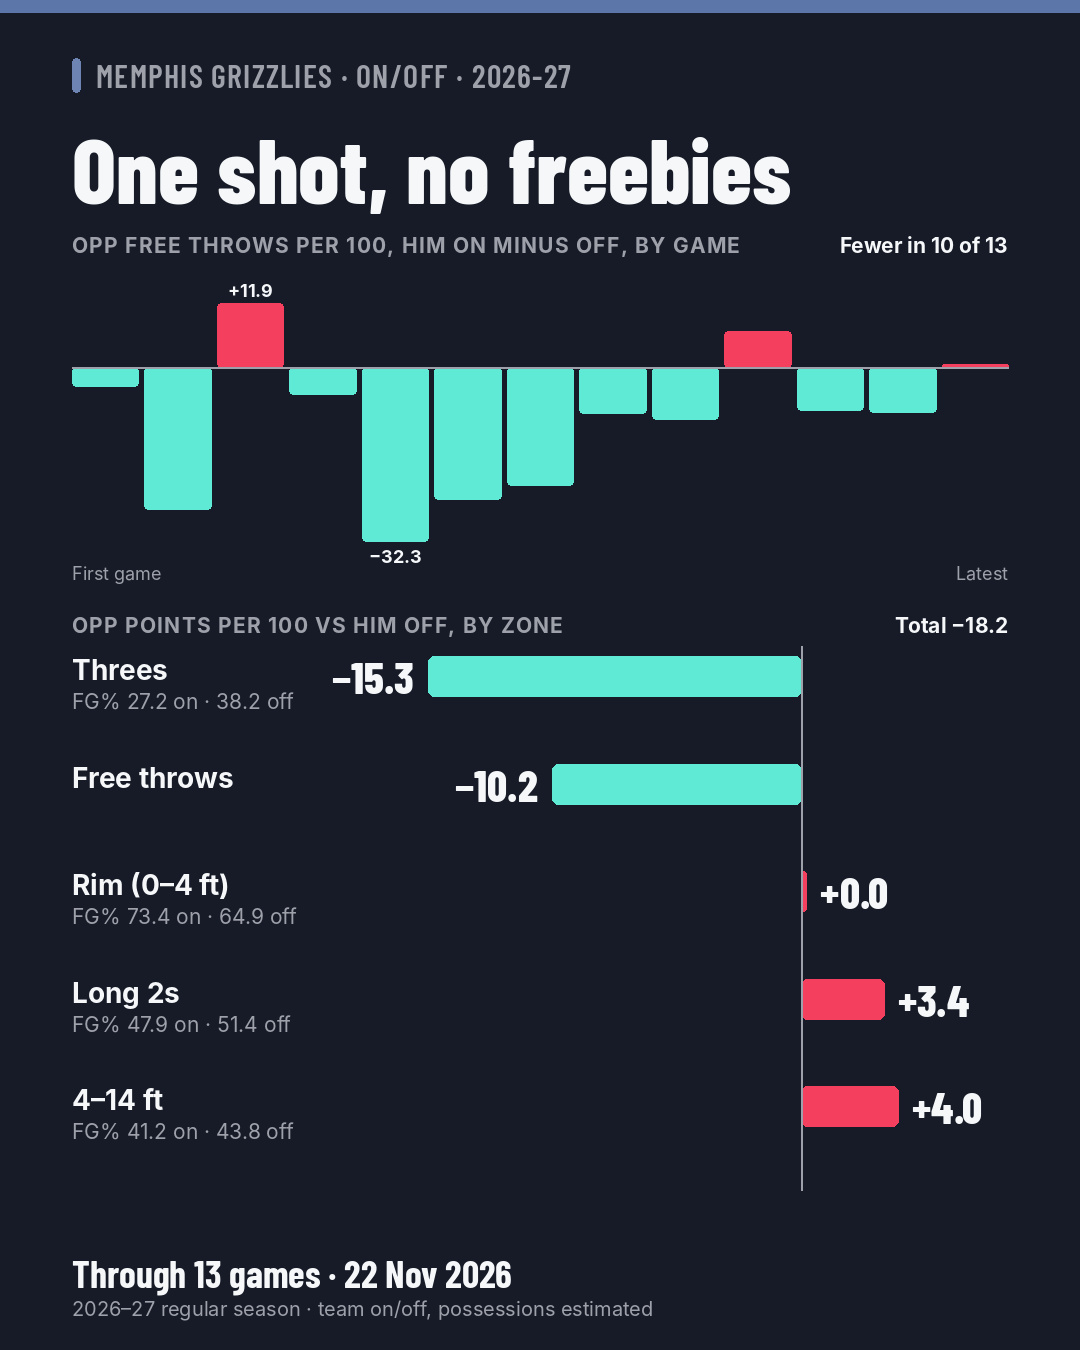 MEMPHIS GRIZZLIES · ON/OFF · 2026-27
One shot, no freebies
OPP FREE THROWS PER 100, HIM ON MINUS OFF, BY GAME
Fewer in 10 of 13
+11.9
−32.3
First game
Latest
OPP POINTS PER 100 VS HIM OFF, BY ZONE
Total −18.2
Threes
FG% 27.2 on · 38.2 off
−15.3
Free throws
−10.2
Rim (0–4 ft)
FG% 73.4 on · 64.9 off
+0.0
Long 2s
FG% 47.9 on · 51.4 off
+3.4
4–14 ft
FG% 41.2 on · 43.8 off
+4.0
Through 13 games · 22 Nov 2026
2026–27 regular season · team on/off, possessions estimated